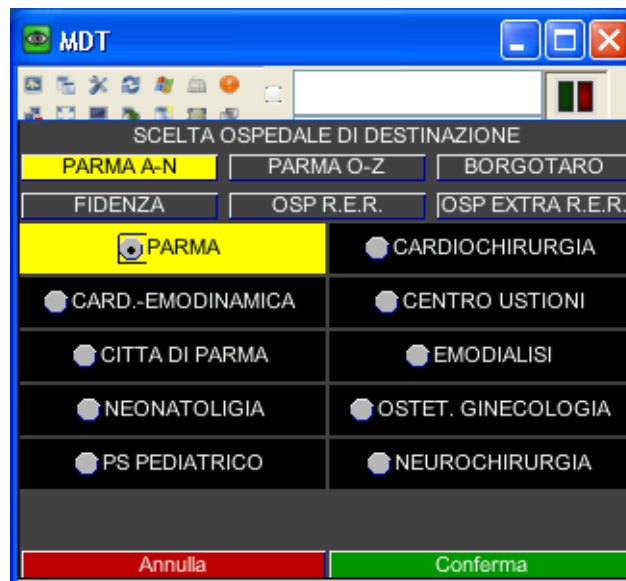 MDT
SCELTA OSPEDALE DI DESTINAZIONE
PARMA A-N PARMA O-Z BORGOTARO
FIDENZA OSP R.E.R. OSP EXTRA R.E.R.
PARMA CARDIOCHIRURGIA
CARD.-EMODINAMICA CENTRO USTIONI
CITTA DI PARMA EMODIALISI
NEONATOLIGIA OSTET. GINECOLOGIA
PS PEDIATRICO NEUROCHIRURGIA
Annulla Conferma